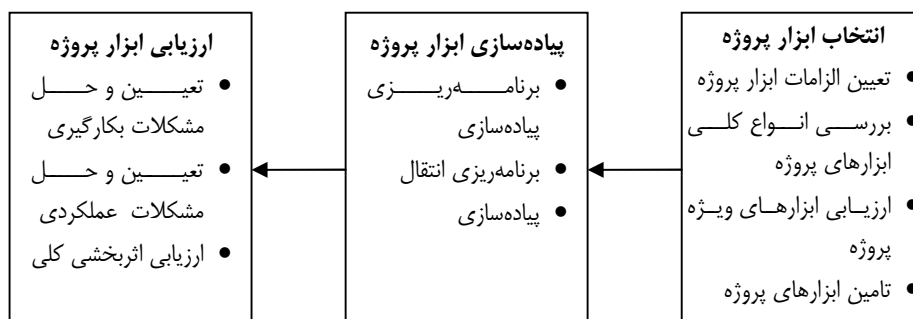 انتخاب ابزار پروژه
تعیین الزامات ابزار پروژه
بررسی انواع کلی
ابزارهای پروژه
ارزیابی ابزارهای ویژه
پروژه
تامین ابزارهای پروژه
پیاده‌سازی ابزار پروژه
برنامه‌ریزی
پیاده‌سازی
برنامه‌ریزی انتقال
پیاده‌سازی
ارزیابی ابزار پروژه
تعیین و حل
مشکلات بکارگیری
تعیین و حل
مشکلات عملکردی
ارزیابی اثربخشی کلی